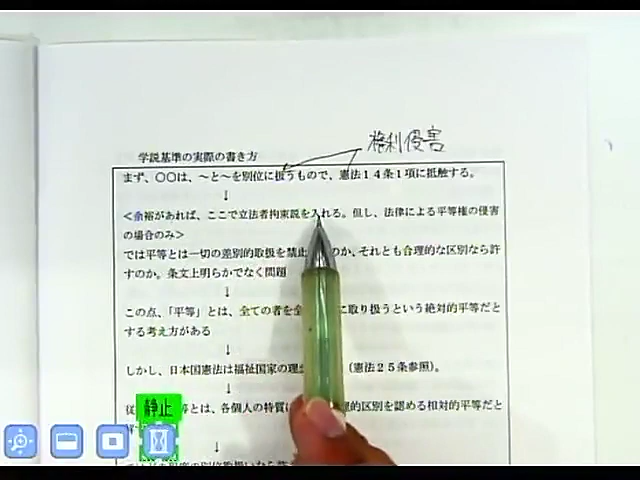 権利侵害
学説基準の実際の書き方
まず、〇〇は、～と～を別位に扱うもので、憲法14条1項に抵触する。
↓
<余裕があれば、ここで立法者拘束説を入れる。但し、法律による平等権の侵害
の場合のみ>
では平等とは一切の差別的取扱を禁止 のか、それとも合理的な区別なら許
すのか。条文上明らかでなく問題
↓
この点、「平等」とは、全ての者を全 に取り扱うという絶対的平等だと
する考え方がある
↓
しかし、日本国憲法は福祉国家の理 (憲法25条参照)。
↓
従 等とは、各個人の特質に 的区別を認める相対的平等だと
静止
↓